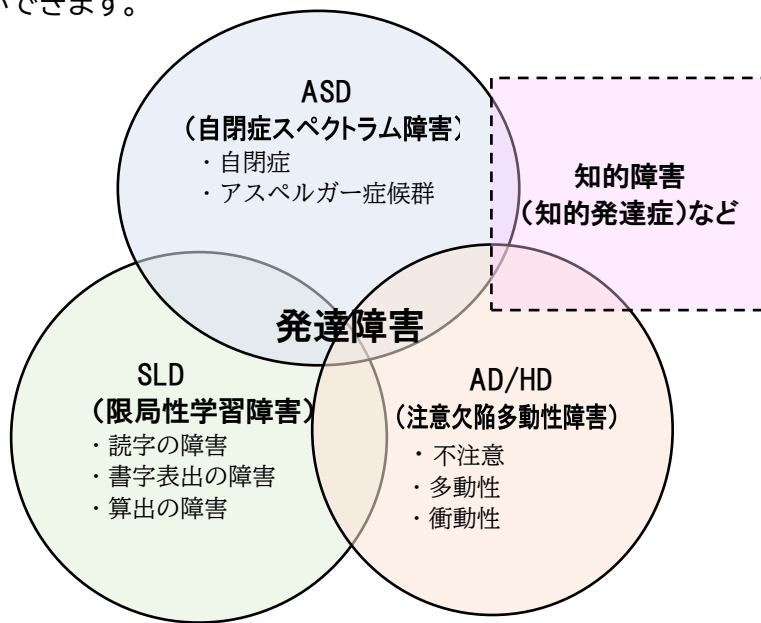 できます。
ASD
（自閉症スペクトラム障害）
・自閉症
・アスペルガー症候群
知的障害
（知的発達症）など
発達障害
SLD
（限局性学習障害）
・読字の障害
・書字表出の障害
・算出の障害
AD/HD
（注意欠陥多動性障害）
・不注意
・多動性
・衝動性